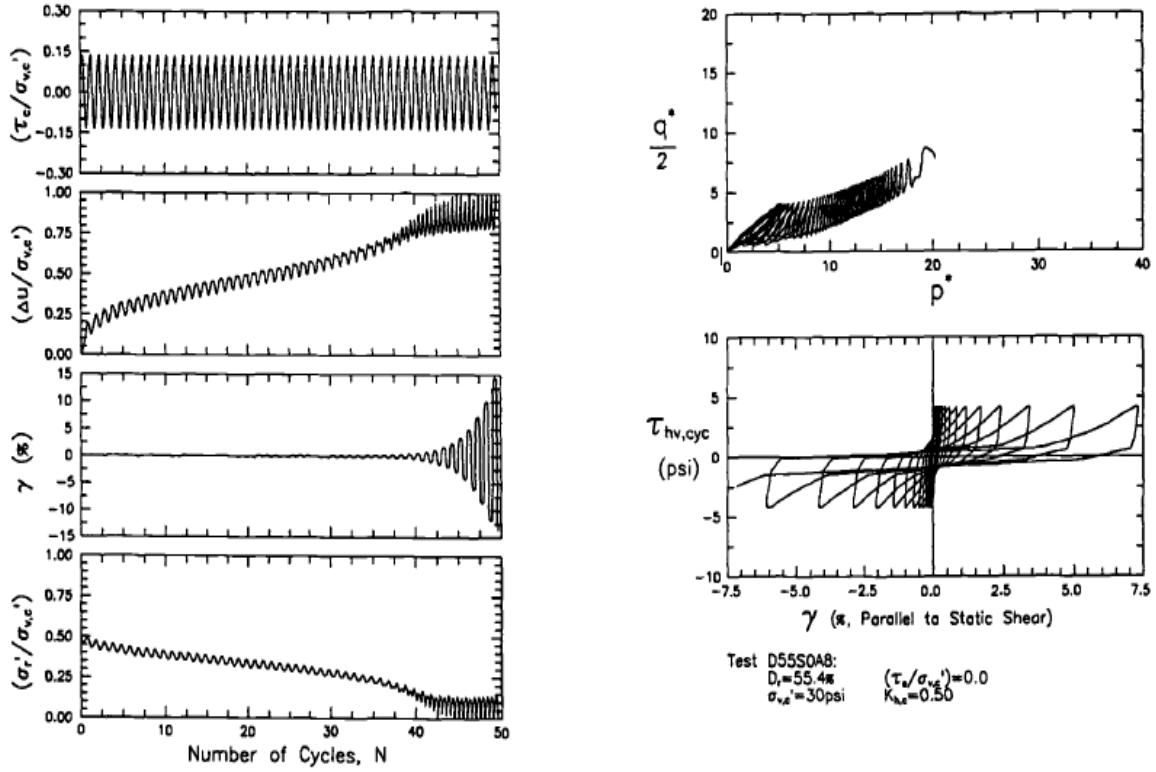 (τc/σv,c')
0.30
0.15
0.00
-0.15
-0.30
(Δu/σv,c')
1.00
0.75
0.50
0.25
0.00
γ (%)
15
10
5
0
-5
-10
-15
(σr'/σv,c')
1.00
0.75
0.50
0.25
0.00
0 10 20 30 40 50
Number of Cycles, N
q*/2
20
15
10
5
0
0 10 20 30 40
p*
τhv,cyc
(psi)
10
5
0
-5
-10
-7.5 -5.0 -2.5 0.0 2.5 5.0 7.5
γ (%, Parallel to Static Shear)
Test D55S0A8:
Dr=55.4% (τs/σv,c')=0.0
σv,c'=30psi Kh,c=0.50